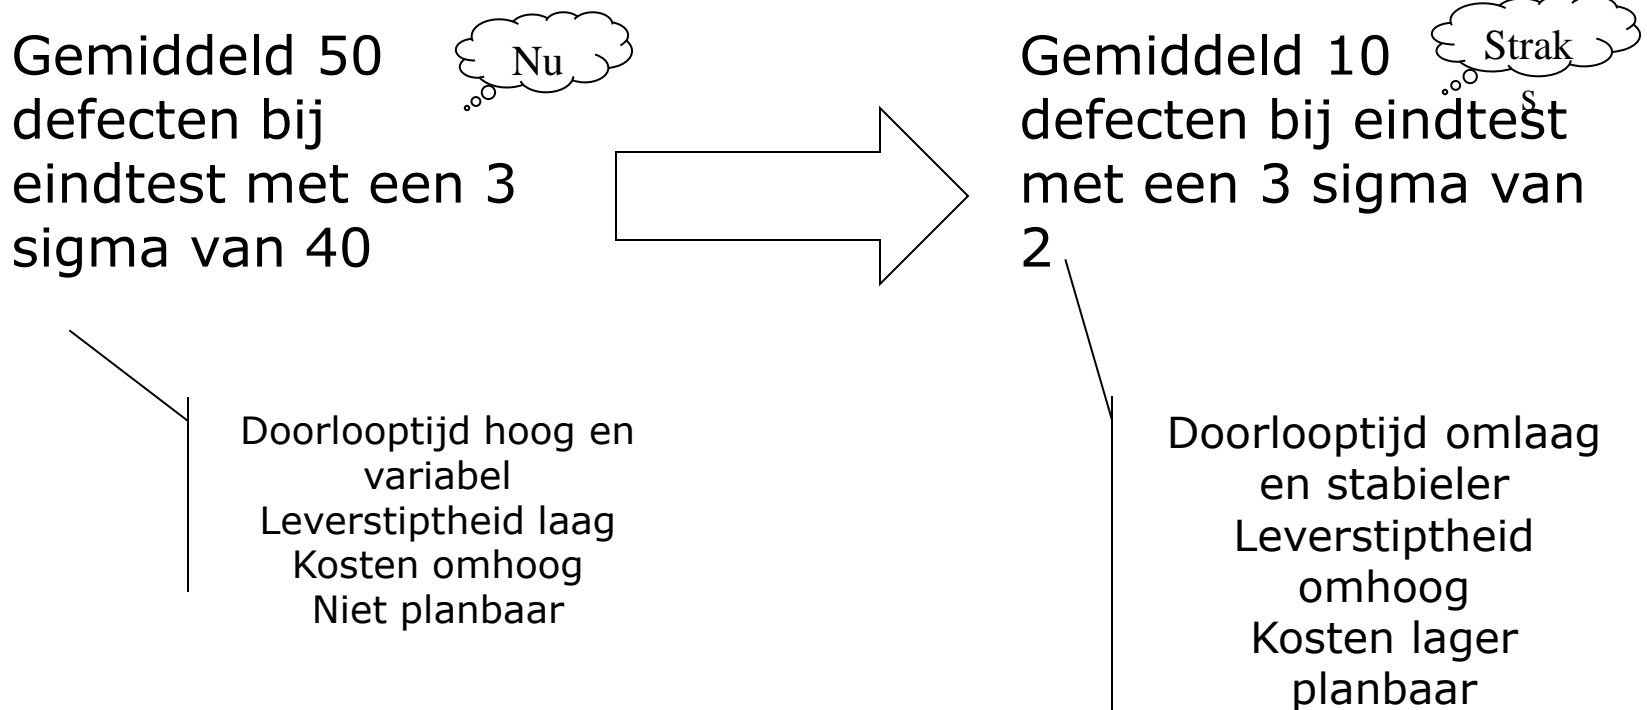 Gemiddeld 50
defecten bij
eindtest met een 3
sigma van 40
Nu
Doorlooptijd hoog en
variabel
Leverstiptheid laag
Kosten omhoog
Niet planbaar
Gemiddeld 10
defecten bij eindtest
met een 3 sigma van
2
Strak
s
Doorlooptijd omlaag
en stabieler
Leverstiptheid
omhoog
Kosten lager
planbaar